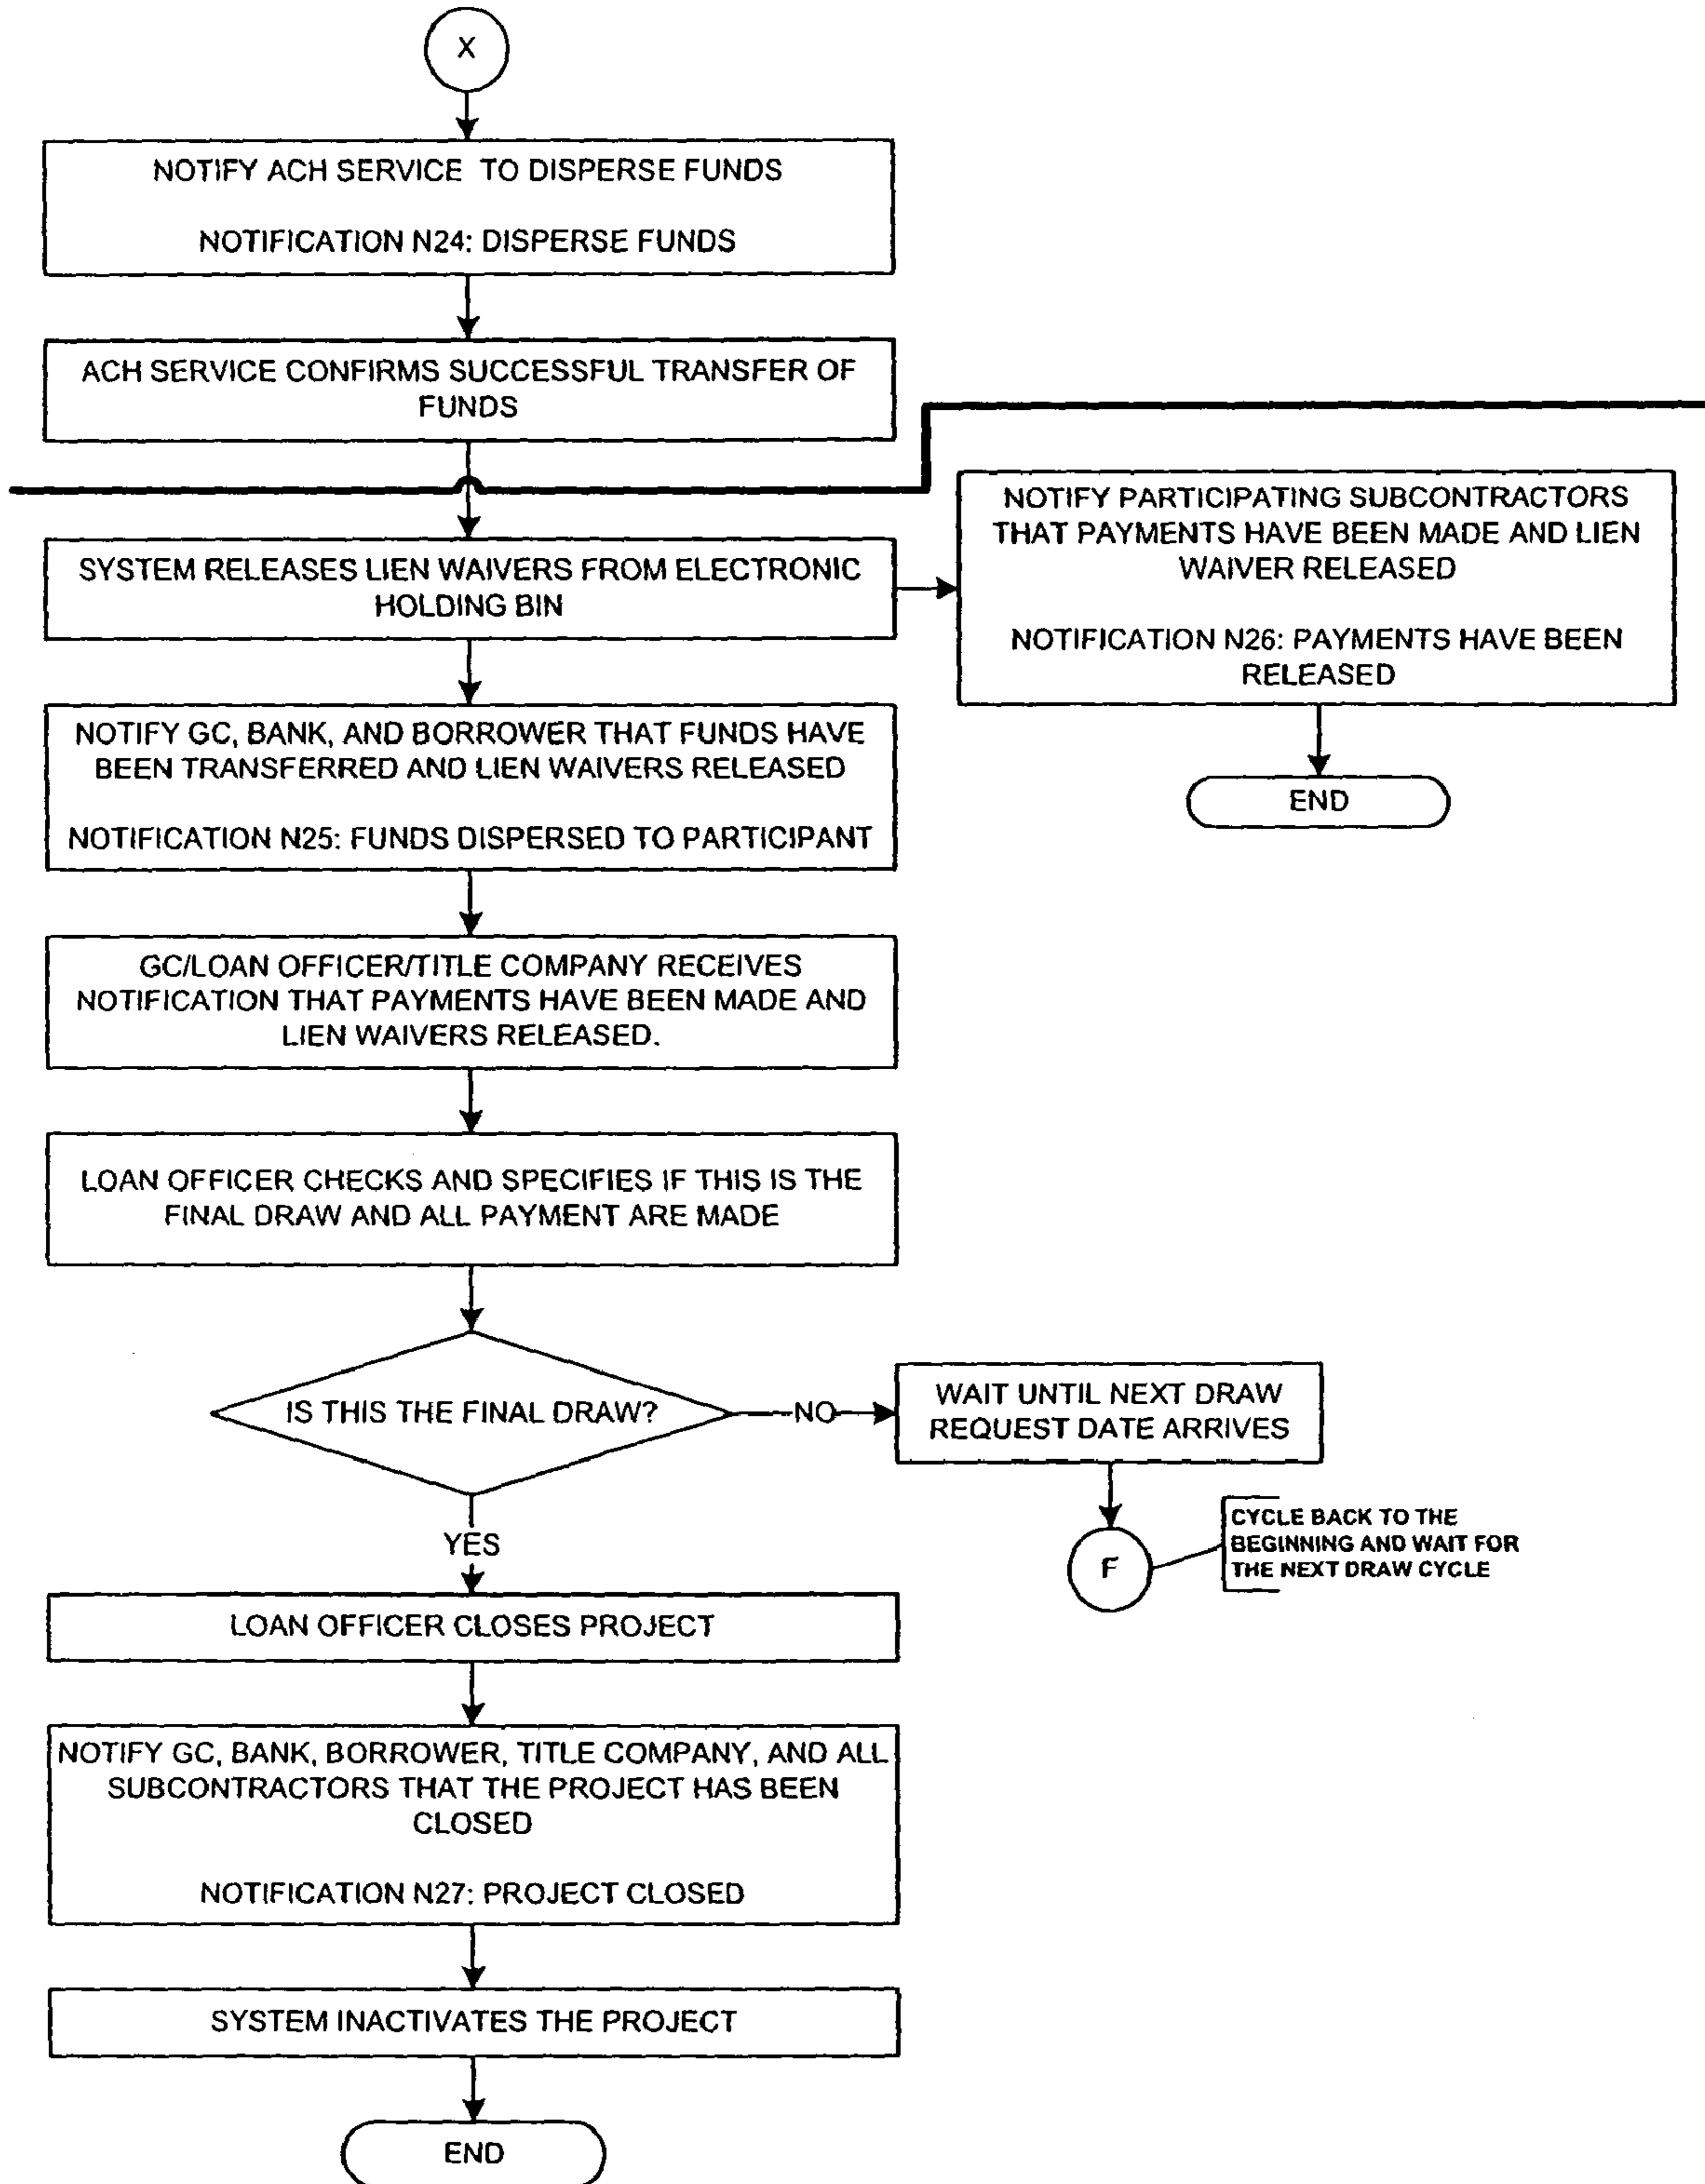 X
NOTIFY ACH SERVICE TO DISPERSE FUNDS
NOTIFICATION N24: DISPERSE FUNDS
ACH SERVICE CONFIRMS SUCCESSFUL TRANSFER OF
FUNDS
SYSTEM RELEASES LIEN WAIVERS FROM ELECTRONIC
HOLDING BIN
NOTIFY PARTICIPATING SUBCONTRACTORS
THAT PAYMENTS HAVE BEEN MADE AND LIEN
WAIVER RELEASED
NOTIFICATION N26: PAYMENTS HAVE BEEN
RELEASED
END
NOTIFY GC, BANK, AND BORROWER THAT FUNDS HAVE
BEEN TRANSFERRED AND LIEN WAIVERS RELEASED
NOTIFICATION N25: FUNDS DISPERSED TO PARTICIPANT
GC/LOAN OFFICER/TITLE COMPANY RECEIVES
NOTIFICATION THAT PAYMENTS HAVE BEEN MADE AND
LIEN WAIVERS RELEASED.
LOAN OFFICER CHECKS AND SPECIFIES IF THIS IS THE
FINAL DRAW AND ALL PAYMENT ARE MADE
IS THIS THE FINAL DRAW?
NO
WAIT UNTIL NEXT DRAW
REQUEST DATE ARRIVES
F
CYCLE BACK TO THE
BEGINNING AND WAIT FOR
THE NEXT DRAW CYCLE
YES
LOAN OFFICER CLOSES PROJECT
NOTIFY GC, BANK, BORROWER, TITLE COMPANY, AND ALL
SUBCONTRACTORS THAT THE PROJECT HAS BEEN
CLOSED
NOTIFICATION N27: PROJECT CLOSED
SYSTEM INACTIVATES THE PROJECT
END